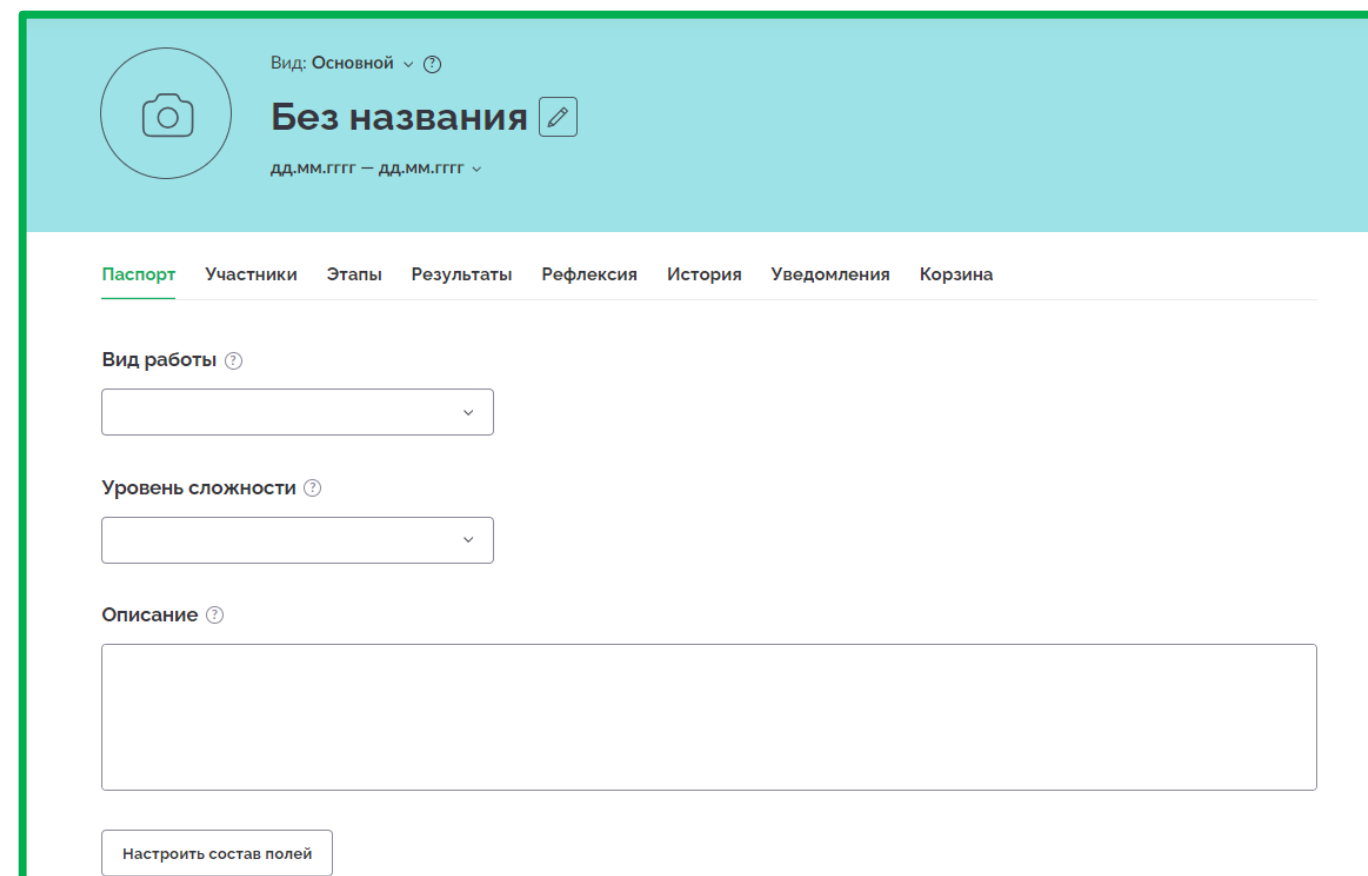 Вид: Основной
Без названия
дд.мм.гггг — дд.мм.гггг
Паспорт Участники Этапы Результаты Рефлексия История Уведомления Корзина
Вид работы ?
Уровень сложности ?
Описание ?
Настроить состав полей